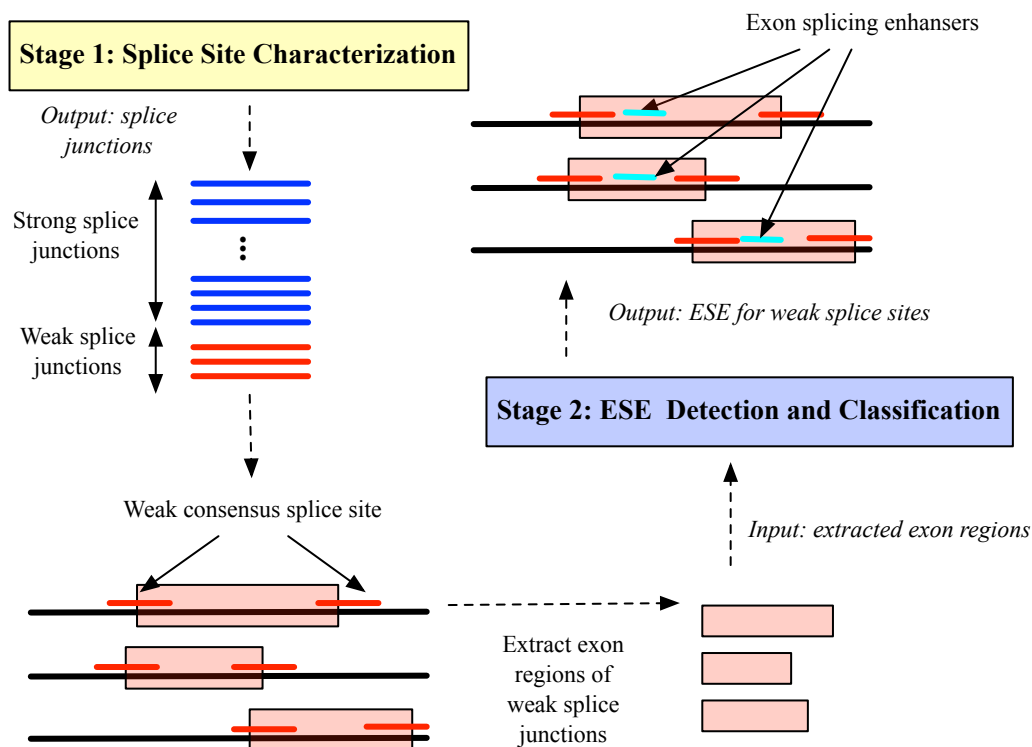 Stage 1: Splice Site Characterization
Output: splice
junctions
Strong splice
junctions
Weak splice
junctions
Weak consensus splice site
Extract exon
regions of
weak splice
junctions
Input: extracted exon regions
Stage 2: ESE Detection and Classification
Output: ESE for weak splice sites
Exon splicing enhansers